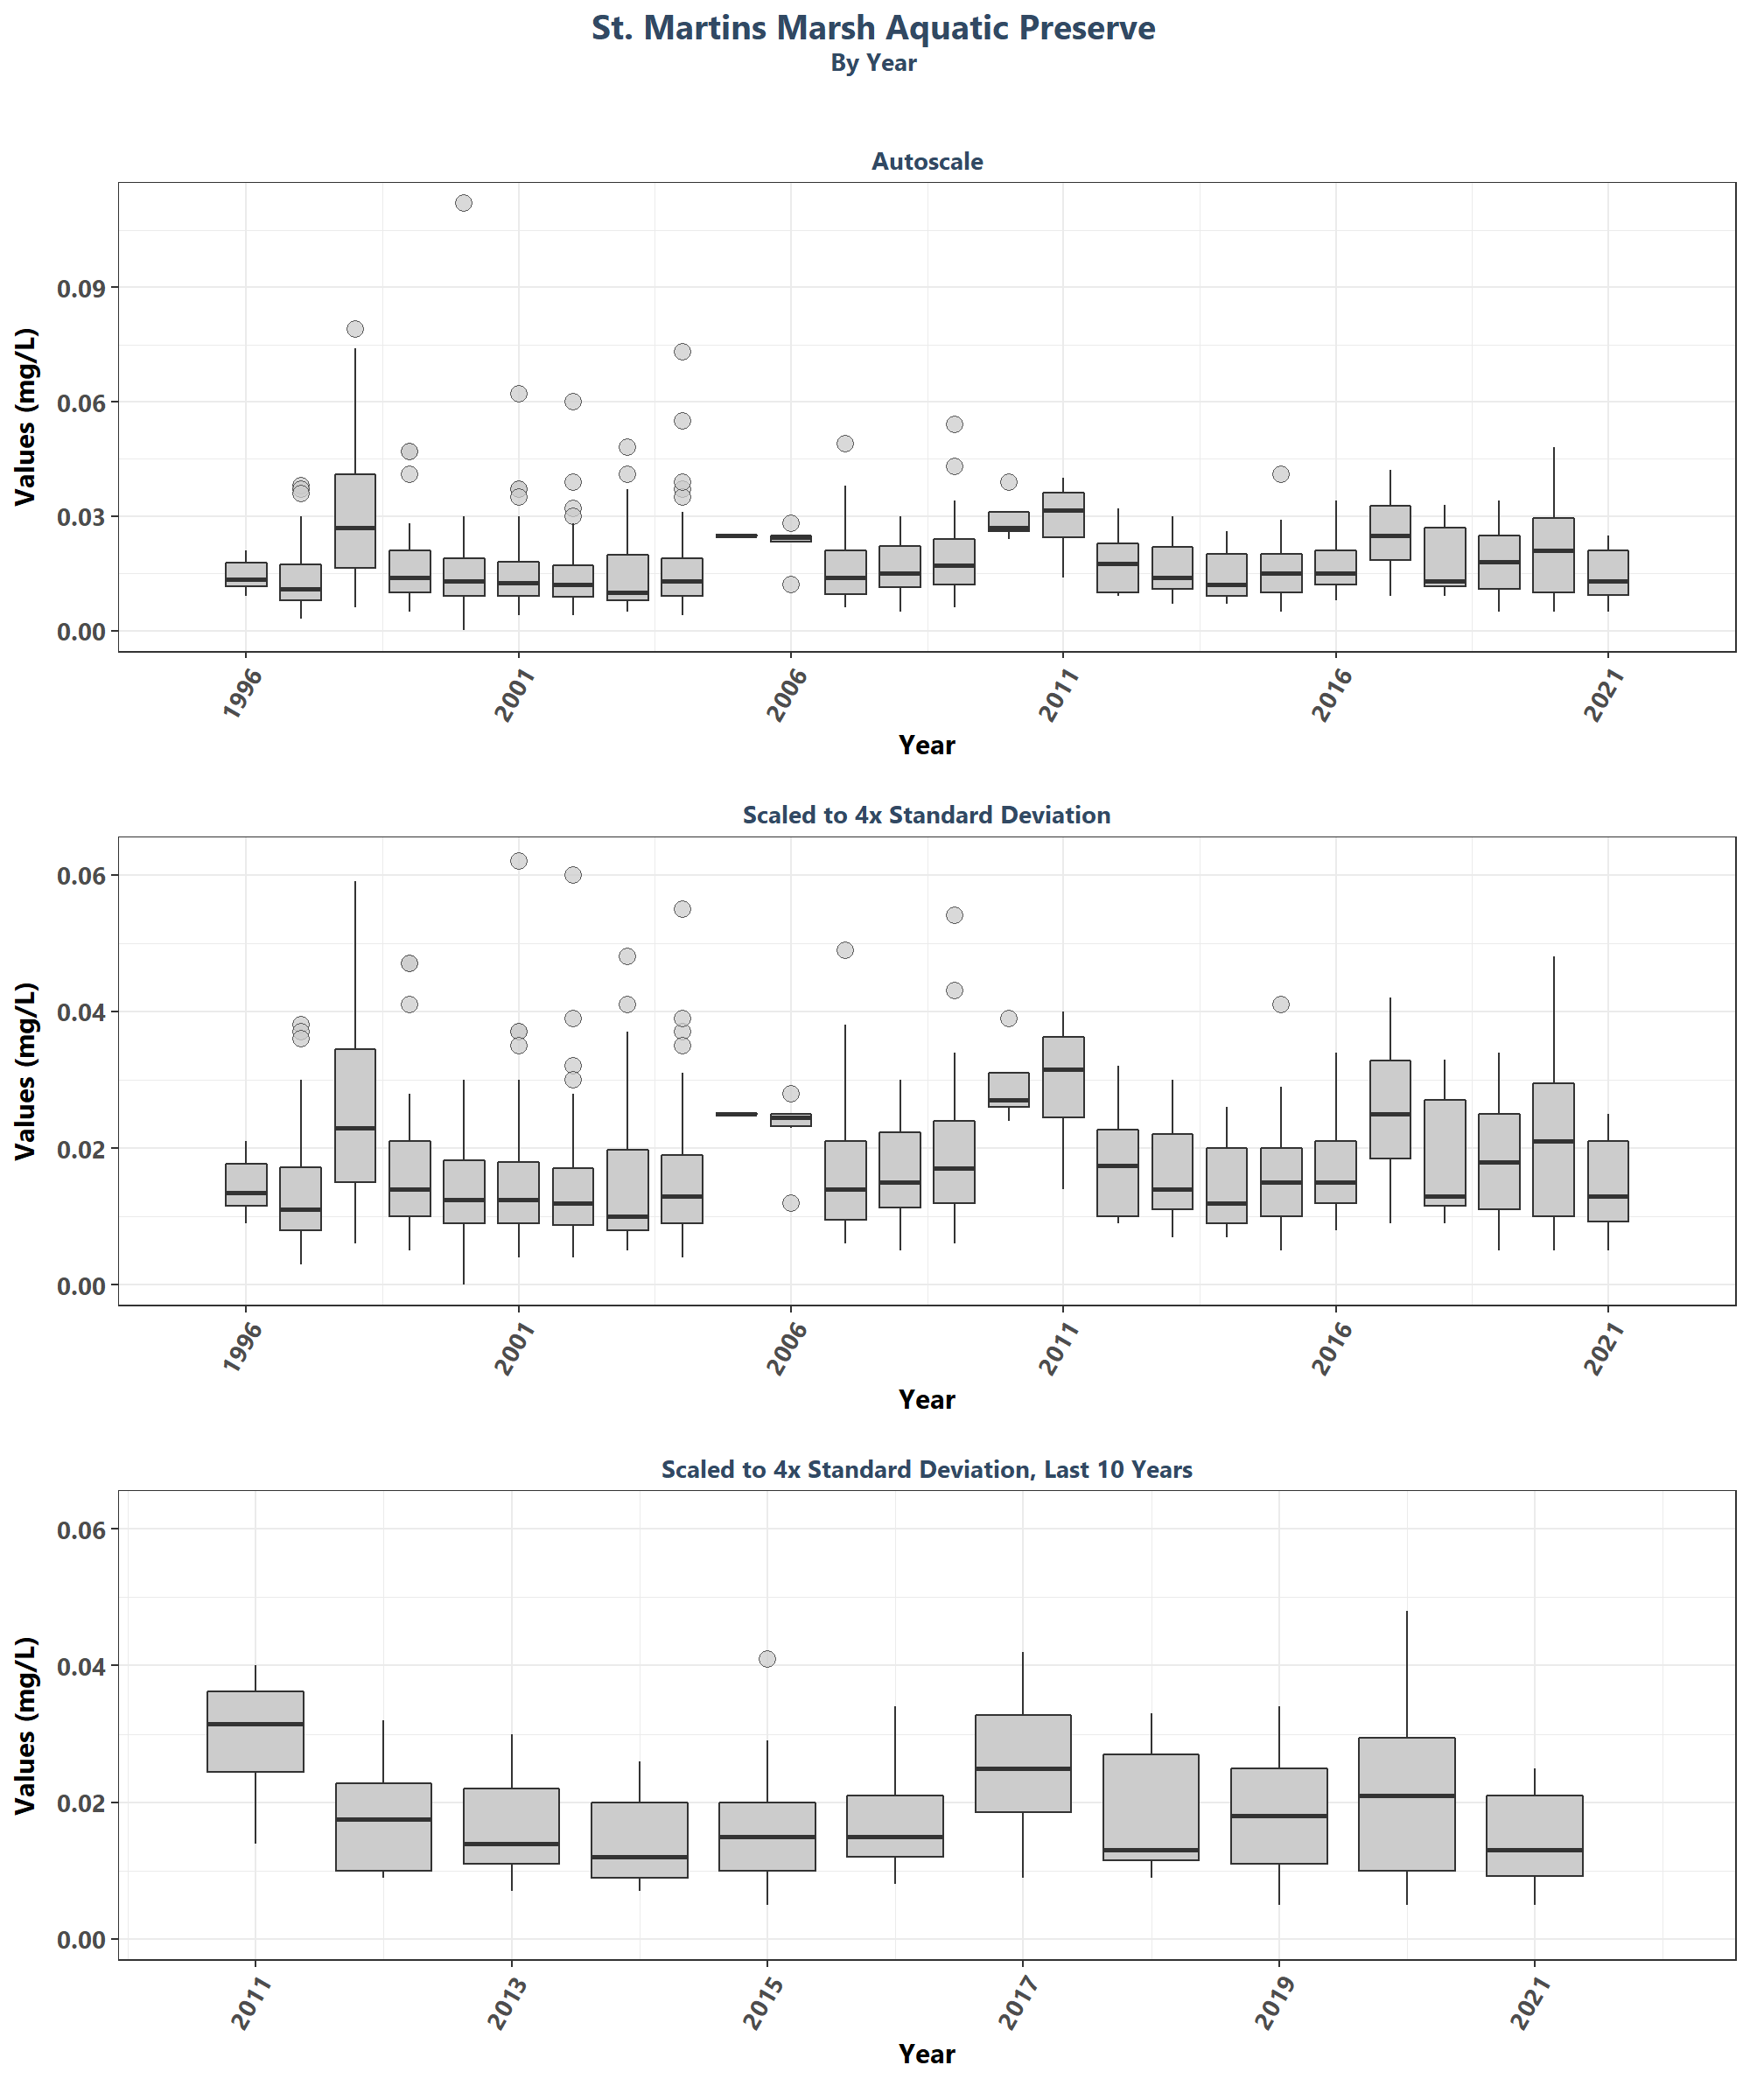 St. Martins Marsh Aquatic Preserve
By Year
Autoscale
Values (mg/L)
0.09
0.06
0.03
0.00
1996
2001
2006
2011
2016
2021
Year
Scaled to 4x Standard Deviation
Values (mg/L)
0.06
0.04
0.02
0.00
1996
2001
2006
2011
2016
2021
Year
Scaled to 4x Standard Deviation, Last 10 Years
Values (mg/L)
0.06
0.04
0.02
0.00
2011
2013
2015
2017
2019
2021
Year